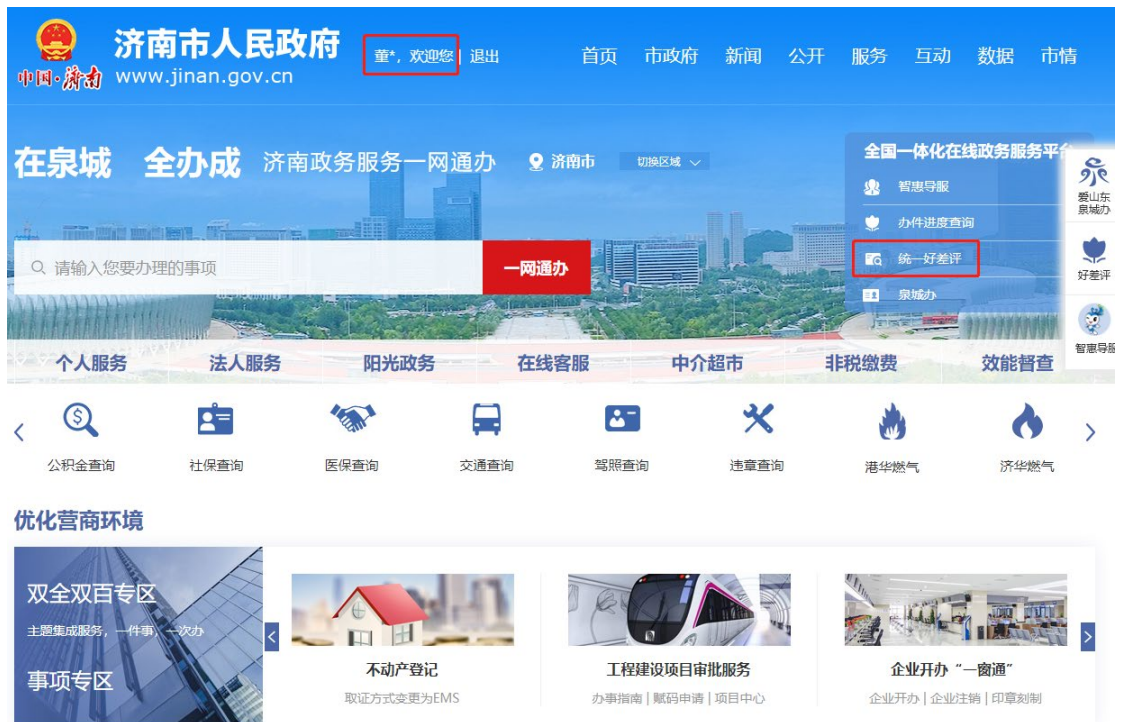 济南市人民政府
中国·济南
www.jinan.gov.cn
董*，欢迎您 | 退出
首页 市政府 新闻 公开 服务 互动 数据 市情
在泉城 全办成 济南政务服务一网通办
济南市 切换区域
全国一体化在线政务服务平台
智惠导服
办件进度查询
统一好差评
泉城办
爱山东
泉城办
好差评
智惠导服
请输入您要办理的事项
一网通办
个人服务 法人服务 阳光政务 在线客服 中介超市 非税缴费 效能督查
公积金查询 社保查询 医保查询 交通查询 驾照查询 违章查询 港华燃气 济华燃气
优化营商环境
双全双百专区
主题集成服务，一件事，一次办
事项专区
不动产登记
取证方式变更为EMS
工程建设项目审批服务
办事指南 | 赋码申请 | 项目中心
企业开办“一窗通”
企业开办 | 企业注销 | 印章刻制